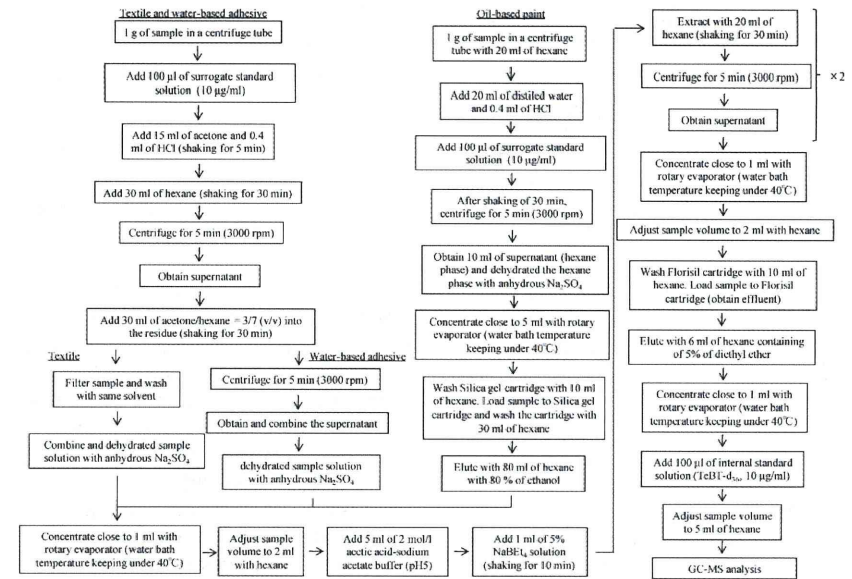 Textile and water-based adhesive
1 g of sample in a centrifuge tube
Add 100 μl of surrogate standard
solution (10 μg/ml)
Add 15 ml of acetone and 0.4
ml of HCl (shaking for 5 min)
Add 30 ml of hexane (shaking for 30 min)
Centrifuge for 5 min (3000 rpm)
Obtain supernatant
Add 30 ml of acetone/hexane = 3/7 (v/v) into
the residue (shaking for 30 min)
Textile
Filter sample and wash
with same solvent
Combine and dehydrated sample
solution with anhydrous Na₂SO₄
Water-based adhesive
Centrifuge for 5 min (3000 rpm)
Obtain and combine the supernatant
dehydrated sample solution
with anhydrous Na₂SO₄
Oil-based paint
1 g of sample in a centrifuge
tube with 20 ml of hexane
Add 20 ml of distiled water
and 0.4 ml of HCl
Add 100 μl of surrogate standard
solution (10 μg/ml)
After shaking of 30 min,
centrifuge for 5 min (3000 rpm)
Obtain 10 ml of supernatant (hexane
phase) and dehydrated the hexane
phase with anhydrous Na₂SO₄
Concentrate close to 5 ml with rotary
evaporator (water bath temperature
keeping under 40℃)
Wash Silica gel cartridge with 10 ml
of hexane. Load sample to Silica gel
cartridge and wash the cartridge with
30 ml of hexane
Elute with 80 ml of hexane
with 80 % of ethanol
Concentrate close to 1 ml with
rotary evaporator (water bath
temperature keeping under 40℃)
Adjust sample
volume to 2 ml
with hexane
Add 5 ml of 2 mol/l
acetic acid-sodium
acetate buffer (pH5)
Add 1 ml of 5%
NaBEt₄ solution
(shaking for 10 min)
Extract with 20 ml of
hexane (shaking for 30 min)
Centrifuge for 5 min (3000 rpm)
Obtain supernatant
×2
Concentrate close to 1 ml with
rotary evaporator (water bath
temperature keeping under 40℃)
Adjust sample volume to 2 ml with hexane
Wash Florisil cartridge with 10 ml of
hexane. Load sample to Florisil
cartridge (obtain effluent)
Elute with 6 ml of hexane containing
of 5% of diethyl ether
Concentrate close to 1 ml with
rotary evaporator (water bath
temperature keeping under 40℃)
Add 100 μl of internal standard
solution (TeBT-d₃₆, 10 μg/ml)
Adjust sample volume
to 5 ml of hexane
GC-MS analysis